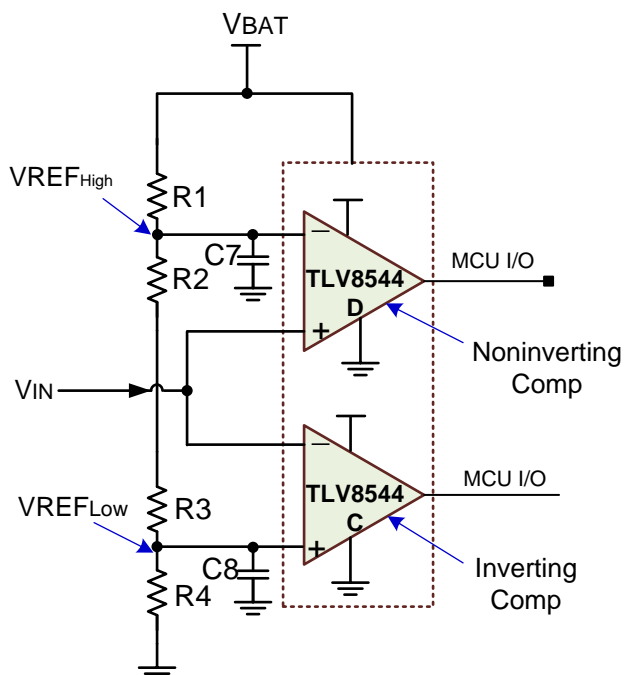 VBAT
VREFHigh
R1
C7
R2
−
TLV8544
D
+
MCU I/O
Noninverting
Comp
VIN
−
TLV8544
C
+
MCU I/O
VREFLow
R3
C8
R4
Inverting
Comp